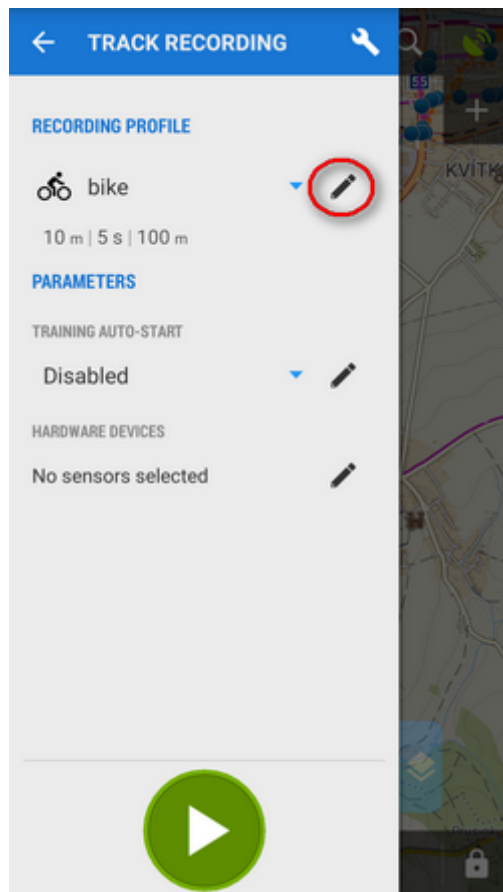 TRACK RECORDING
55
RECORDING PROFILE
bike
10 m | 5 s | 100 m
PARAMETERS
TRAINING AUTO-START
Disabled
HARDWARE DEVICES
No sensors selected